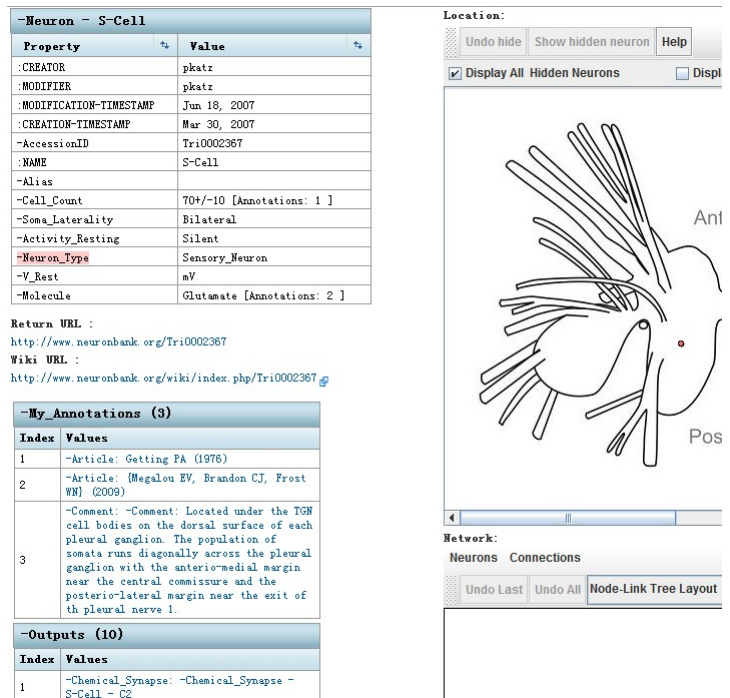 -Neuron - S-Cell
Property Value
:CREATOR pkatz
:MODIFIER pkatz
:MODIFICATION-TIMESTAMP Jun 18, 2007
:CREATION-TIMESTAMP Mar 30, 2007
-AccessionID Tri0002367
:NAME S-Cell
-Alias
-Cell_Count 70+/-10 [Annotations: 1 ]
-Soma_Laterality Bilateral
-Activity_Resting Silent
-Neuron_Type Sensory_Neuron
-V_Rest mV
-Molecule Glutamate [Annotations: 2 ]
Return URL :
http://www.neuronbank.org/Tri0002367
Wiki URL :
http://www.neuronbank.org/wiki/index.php/Tri0002367
-My_Annotations (3)
Index Values
1 -Article: Getting PA (1976)
2 -Article: {Megalou EV, Brandon CJ, Frost
WN} (2009)
3 -Comment: -Comment: Located under the TGN
cell bodies on the dorsal surface of each
pleural ganglion. The population of
somata runs diagonally across the pleural
ganglion with the anterio-medial margin
near the central commissure and the
posterio-lateral margin near the exit of
th pleural nerve 1.
-Outputs (10)
Index Values
1 -Chemical_Synapse: -Chemical_Synapse -
S-Cell - C2
Location:
Undo hide Show hidden neuron Help
Display All Hidden Neurons Displ
Ant
Pos
Network:
Neurons Connections
Undo Last Undo All Node-Link Tree Layout